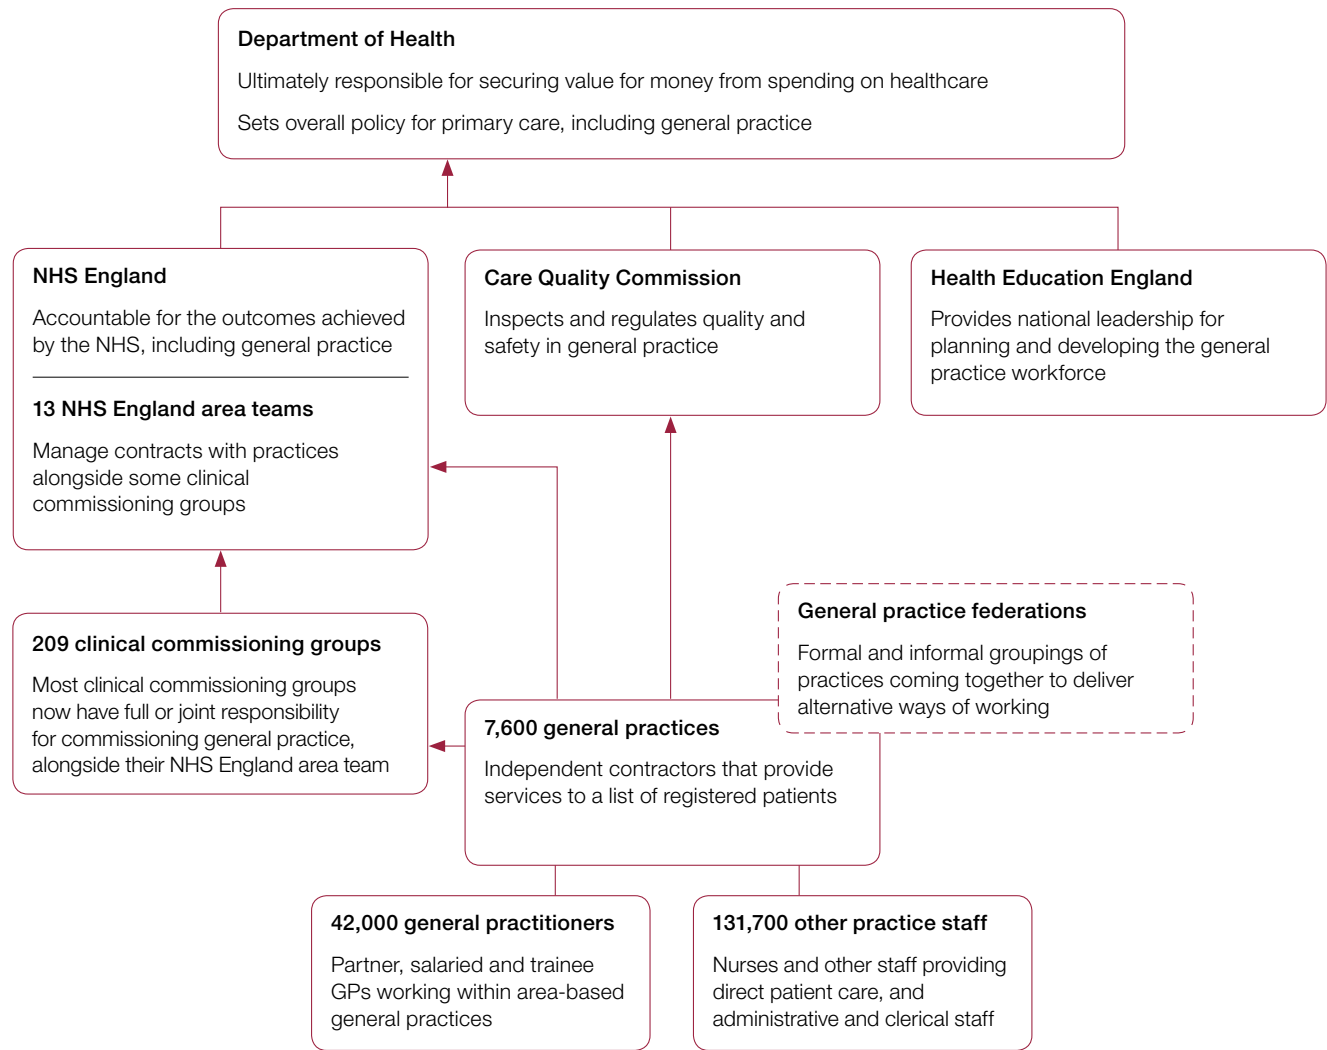 Department of Health
Ultimately responsible for securing value for money from spending on healthcare
Sets overall policy for primary care, including general practice
NHS England
Accountable for the outcomes achieved
by the NHS, including general practice
13 NHS England area teams
Manage contracts with practices
alongside some clinical
commissioning groups
Care Quality Commission
Inspects and regulates quality and
safety in general practice
Health Education England
Provides national leadership for
planning and developing the general
practice workforce
209 clinical commissioning groups
Most clinical commissioning groups
now have full or joint responsibility
for commissioning general practice,
alongside their NHS England area team
General practice federations
Formal and informal groupings of
practices coming together to deliver
alternative ways of working
7,600 general practices
Independent contractors that provide
services to a list of registered patients
42,000 general practitioners
Partner, salaried and trainee
GPs working within area-based
general practices
131,700 other practice staff
Nurses and other staff providing
direct patient care, and
administrative and clerical staff